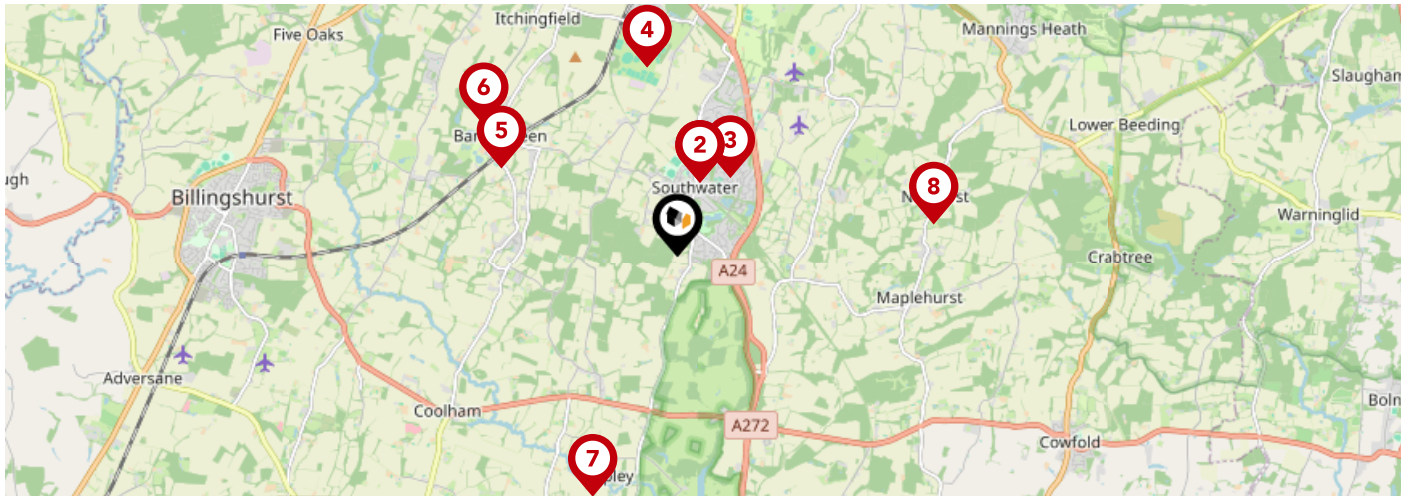 Itchingfield
Five Oaks
4
Mannings Heath
6
Slaugham
5
Lower Beeding
2
3
ugh
Southwater
8
Billingshurst
Warninglid
A24
Crabtree
Maplehurst
Adversane
Coolham
Boln
A272
Cowfold
7
pley